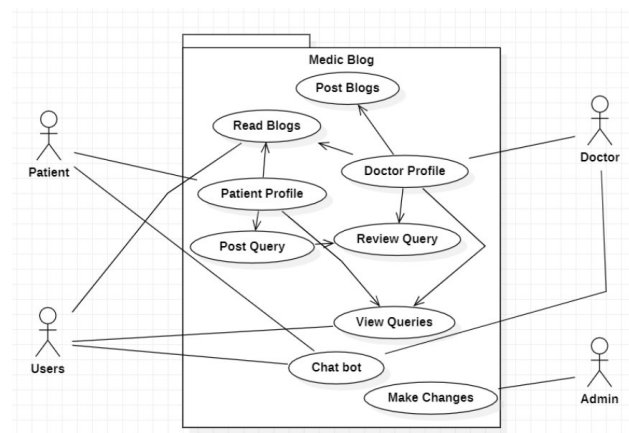 Medic Blog
Post Blogs
Read Blogs
Patient
Doctor
Doctor Profile
Patient Profile
Post Query
Review Query
View Queries
Users
Chat bot
Make Changes
Admin